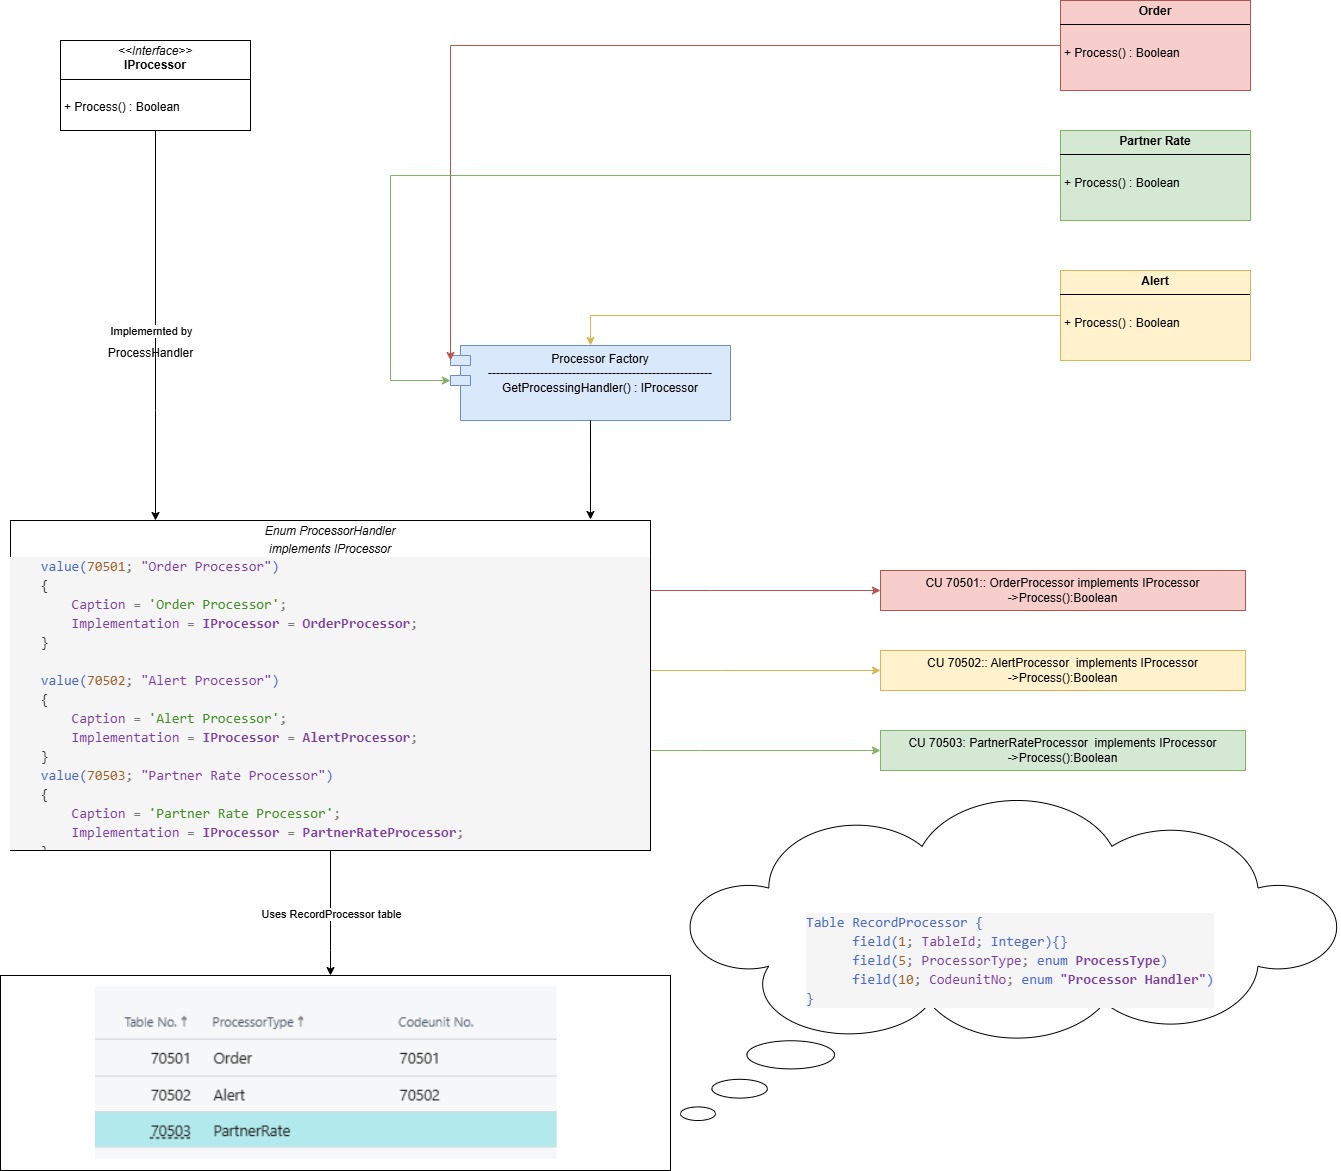 <<Interface>>
IProcessor
+ Process() : Boolean
Order
+ Process() : Boolean
Partner Rate
+ Process() : Boolean
Alert
+ Process() : Boolean
Implemernted by
ProcessHandler
Processor Factory
----------------------------------------------------------
GetProcessingHandler() : IProcessor
Enum ProcessorHandler
implements IProcessor
value(70501; "Order Processor")
{
Caption = 'Order Processor';
Implementation = IProcessor = OrderProcessor;
}
value(70502; "Alert Processor")
{
Caption = 'Alert Processor';
Implementation = IProcessor = AlertProcessor;
}
value(70503; "Partner Rate Processor")
{
Caption = 'Partner Rate Processor';
Implementation = IProcessor = PartnerRateProcessor;
CU 70501:: OrderProcessor implements IProcessor
->Process():Boolean
CU 70502:: AlertProcessor implements IProcessor
->Process():Boolean
CU 70503: PartnerRateProcessor implements IProcessor
->Process():Boolean
Uses RecordProcessor table
Table RecordProcessor {
field(1; TableId; Integer){}
field(5; ProcessorType; enum ProcessType)
field(10; CodeunitNo; enum "Processor Handler")
}
Table No. ↑ ProcessorType ↑ Codeunit No.
70501 Order 70501
70502 Alert 70502
70503 PartnerRate